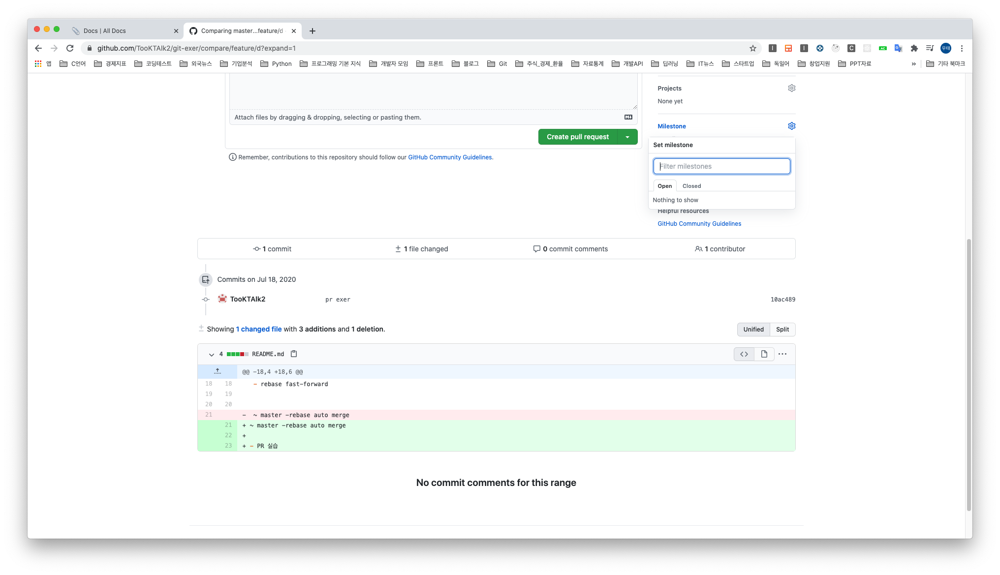 Docs | All Docs
Comparing master...feature/d
github.com/TooKTAlk2/git-exer/compare/feature/d?expand=1
앱 C언어 경제지표 코딩테스트 외국뉴스 기업분석 Python 프로그래밍 기본 지식 개발자 모임 프론트 블로그 Git 주식_경제_환율 자료통계 개발API 딥러닝 IT뉴스 스타트업 독일어 창업지원 PPT자료 » 기타 북마크
Projects
None yet
Attach files by dragging & dropping, selecting or pasting them.
Milestone
Create pull request
Set milestone
Remember, contributions to this repository should follow our GitHub Community Guidelines.
Filter milestones
Open Closed
Nothing to show
Helpful resources
GitHub Community Guidelines
1 commit 1 file changed 0 commit comments 1 contributor
Commits on Jul 18, 2020
TooKTAlk2 pr exer 10ac489
Showing 1 changed file with 3 additions and 1 deletion.
Unified Split
4 README.md
@@ -18,4 +18,6 @@
18 18 - rebase fast-forward
19 19
20 20
21 - ~ master -rebase auto merge
21 + ~ master -rebase auto merge
22 +
23 + - PR 실습
No commit comments for this range